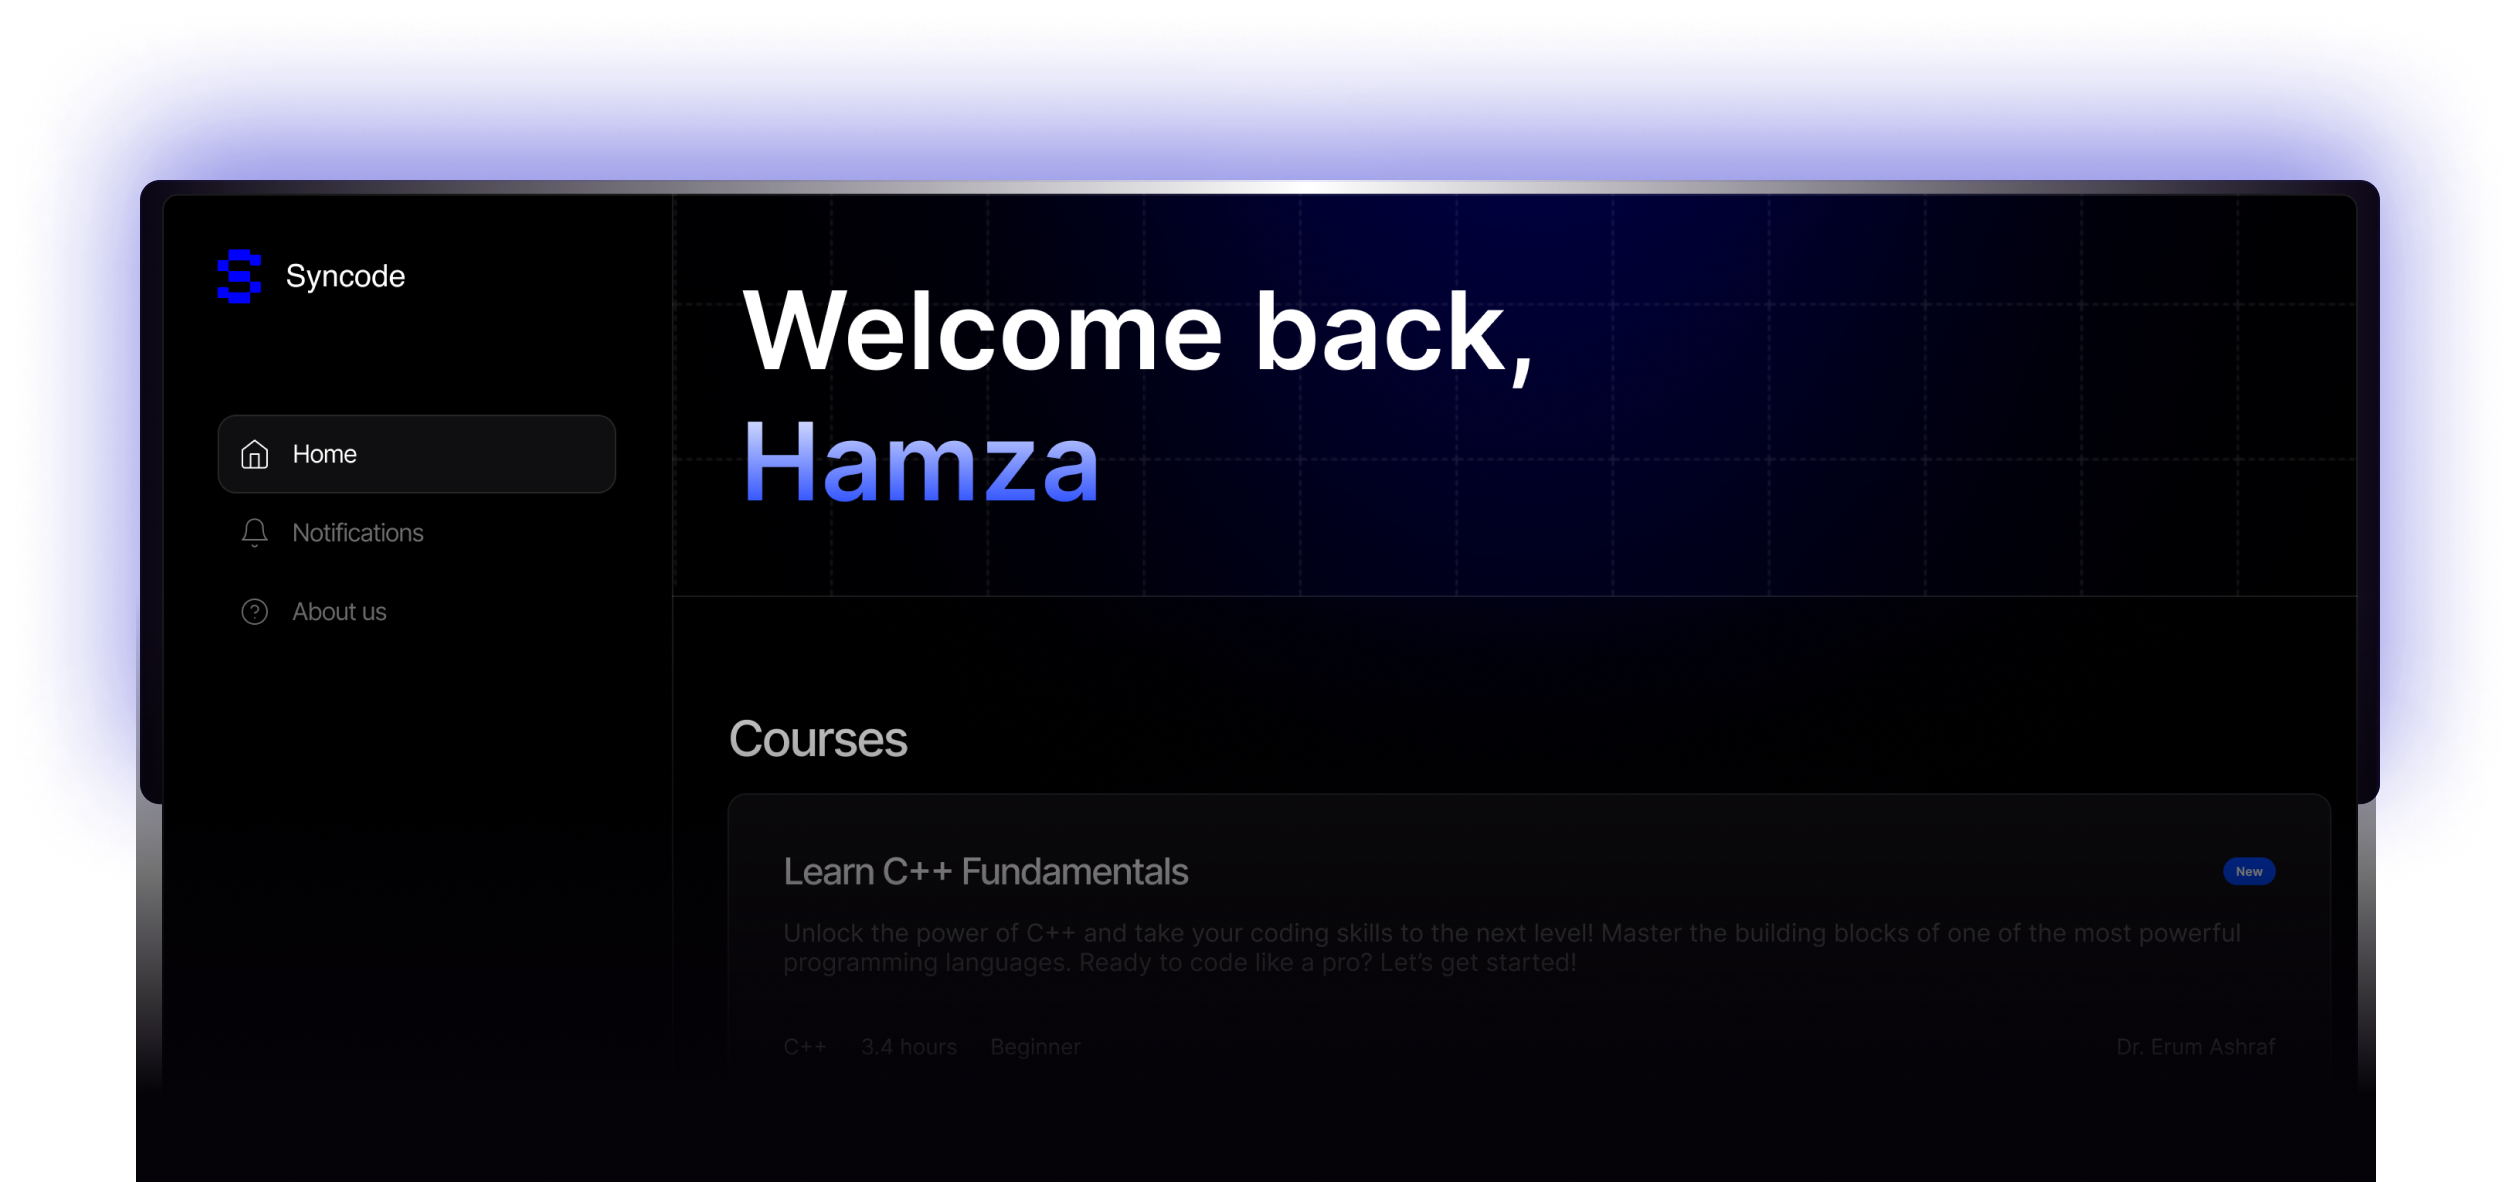 Syncode
Home
Notifications
About us
Welcome back,
Hamza
Courses
Learn C++ Fundamentals
New
Unlock the power of C++ and take your coding skills to the next level! Master the building blocks of one of the most powerful
programming languages. Ready to code like a pro? Let’s get started!
C++ 3.4 hours Beginner
Dr. Erum Ashraf